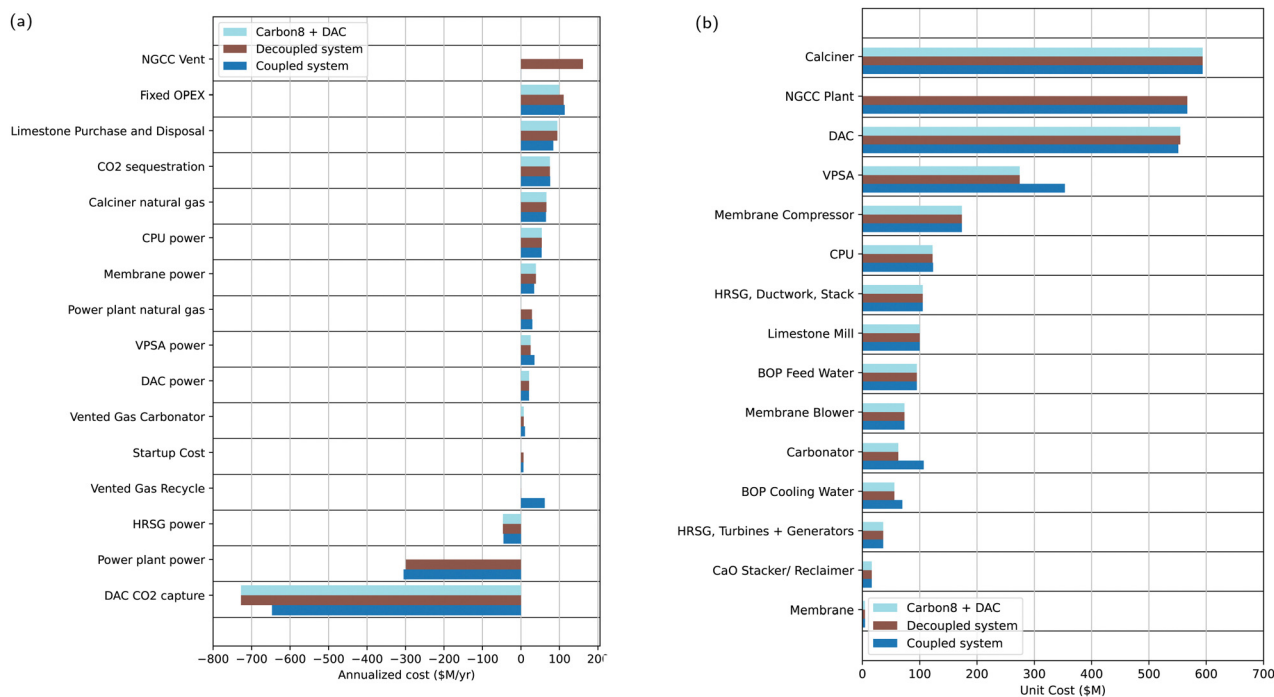 (a)
Carbon8 + DAC
Decoupled system
Coupled system
NGCC Vent
Fixed OPEX
Limestone Purchase and Disposal
CO2 sequestration
Calciner natural gas
CPU power
Membrane power
Power plant natural gas
VPSA power
DAC power
Vented Gas Carbonator
Startup Cost
Vented Gas Recycle
HRSG power
Power plant power
DAC CO2 capture
−800 −700 −600 −500 −400 −300 −200 −100 0 100 200
Annualized cost ($M/yr)
(b)
Calciner
NGCC Plant
DAC
VPSA
Membrane Compressor
CPU
HRSG, Ductwork, Stack
Limestone Mill
BOP Feed Water
Membrane Blower
Carbonator
BOP Cooling Water
HRSG, Turbines + Generators
CaO Stacker/ Reclaimer
Membrane
Carbon8 + DAC
Decoupled system
Coupled system
0 100 200 300 400 500 600 700
Unit Cost ($M)